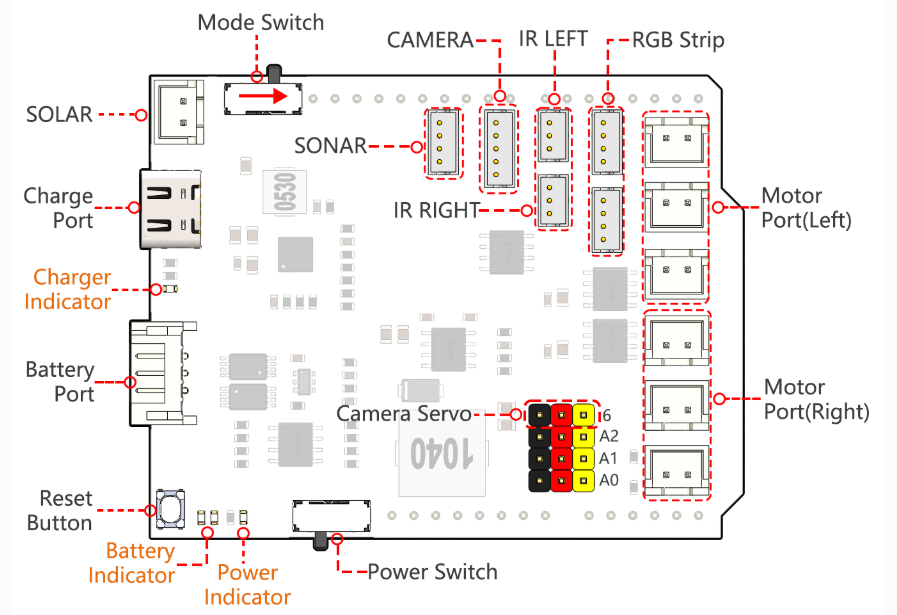 Mode Switch
CAMERA
IR LEFT
RGB Strip
SOLAR
SONAR
0530
Charge
Port
IR RIGHT
Motor
Port(Left)
Charger
Indicator
Battery
Port
Camera Servo
i6
A2
A1
A0
Motor
Port(Right)
1040
Reset
Button
Battery
Indicator
Power
Indicator
Power Switch